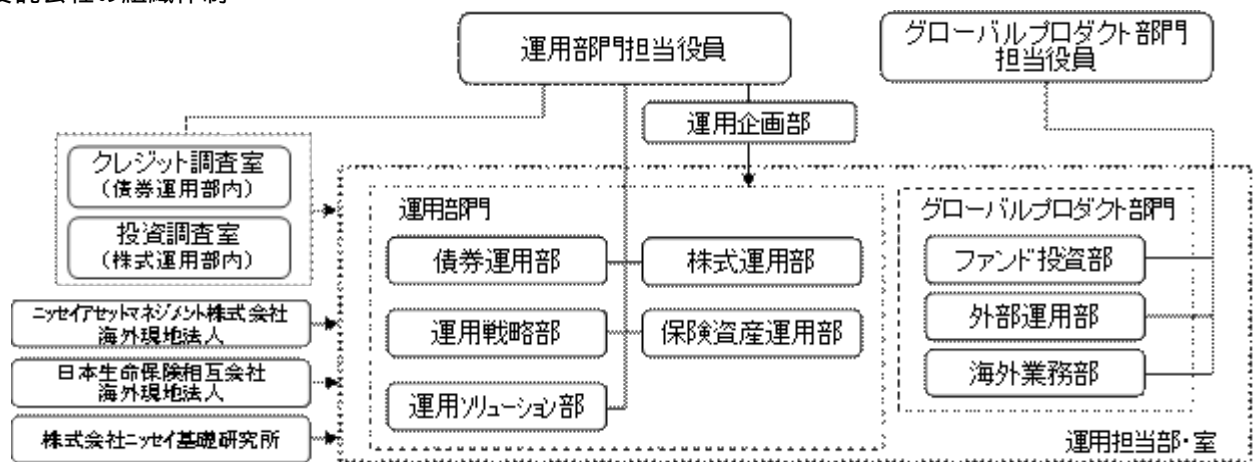 運用部門担当役員
グローバルプロダクト部門
担当役員
運用企画部
クレジット調査室
（債券運用部内）
投資調査室
（株式運用部内）
運用部門
債券運用部
株式運用部
運用戦略部
保険資産運用部
運用ソリューション部
グローバルプロダクト部門
ファンド投資部
外部運用部
海外業務部
ニッセイアセットマネジメント株式会社
海外現地法人
日本生命保険相互会社
海外現地法人
株式会社ニッセイ基礎研究所
運用担当部・室